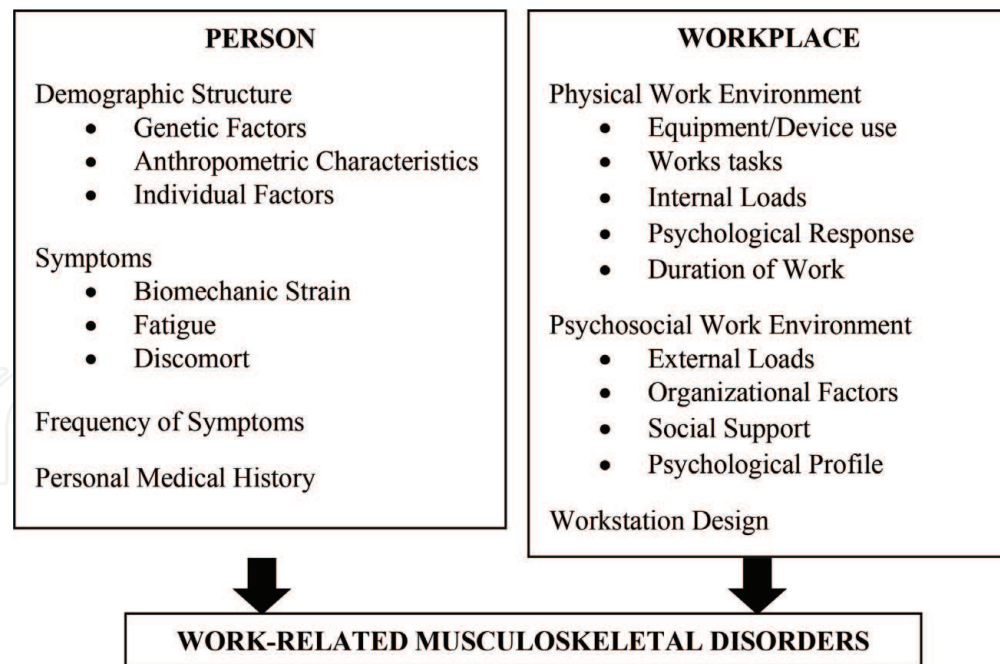 PERSON
Demographic Structure
• Genetic Factors
• Anthropometric Characteristics
• Individual Factors
Symptoms
• Biomechanic Strain
• Fatigue
• Discomort
Frequency of Symptoms
Personal Medical History
WORKPLACE
Physical Work Environment
• Equipment/Device use
• Works tasks
• Internal Loads
• Psychological Response
• Duration of Work
Psychosocial Work Environment
• External Loads
• Organizational Factors
• Social Support
• Psychological Profile
Workstation Design
WORK-RELATED MUSCULOSKELETAL DISORDERS